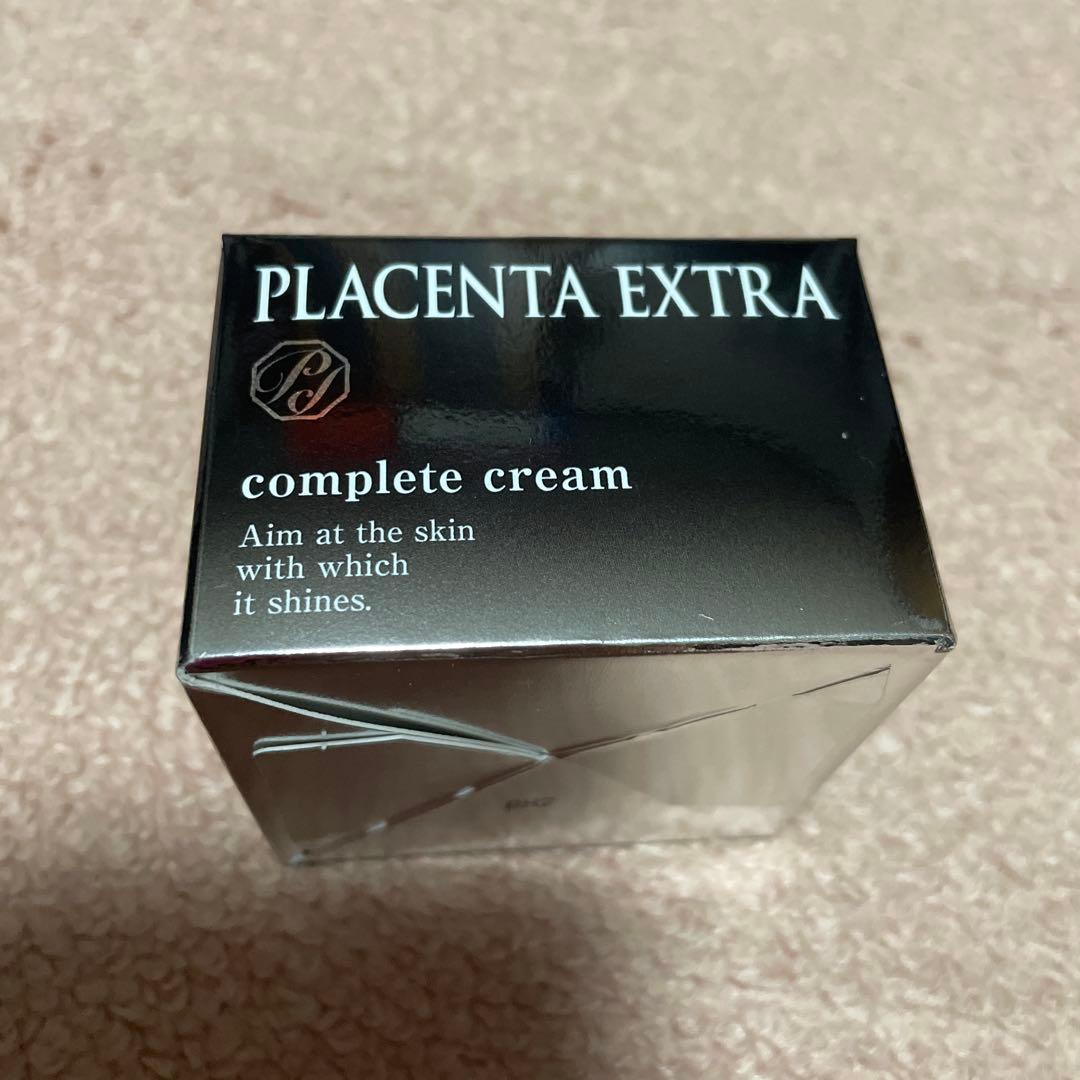 PLACENTA EXTRA
complete cream
Aim at the skin
with which
it shines.